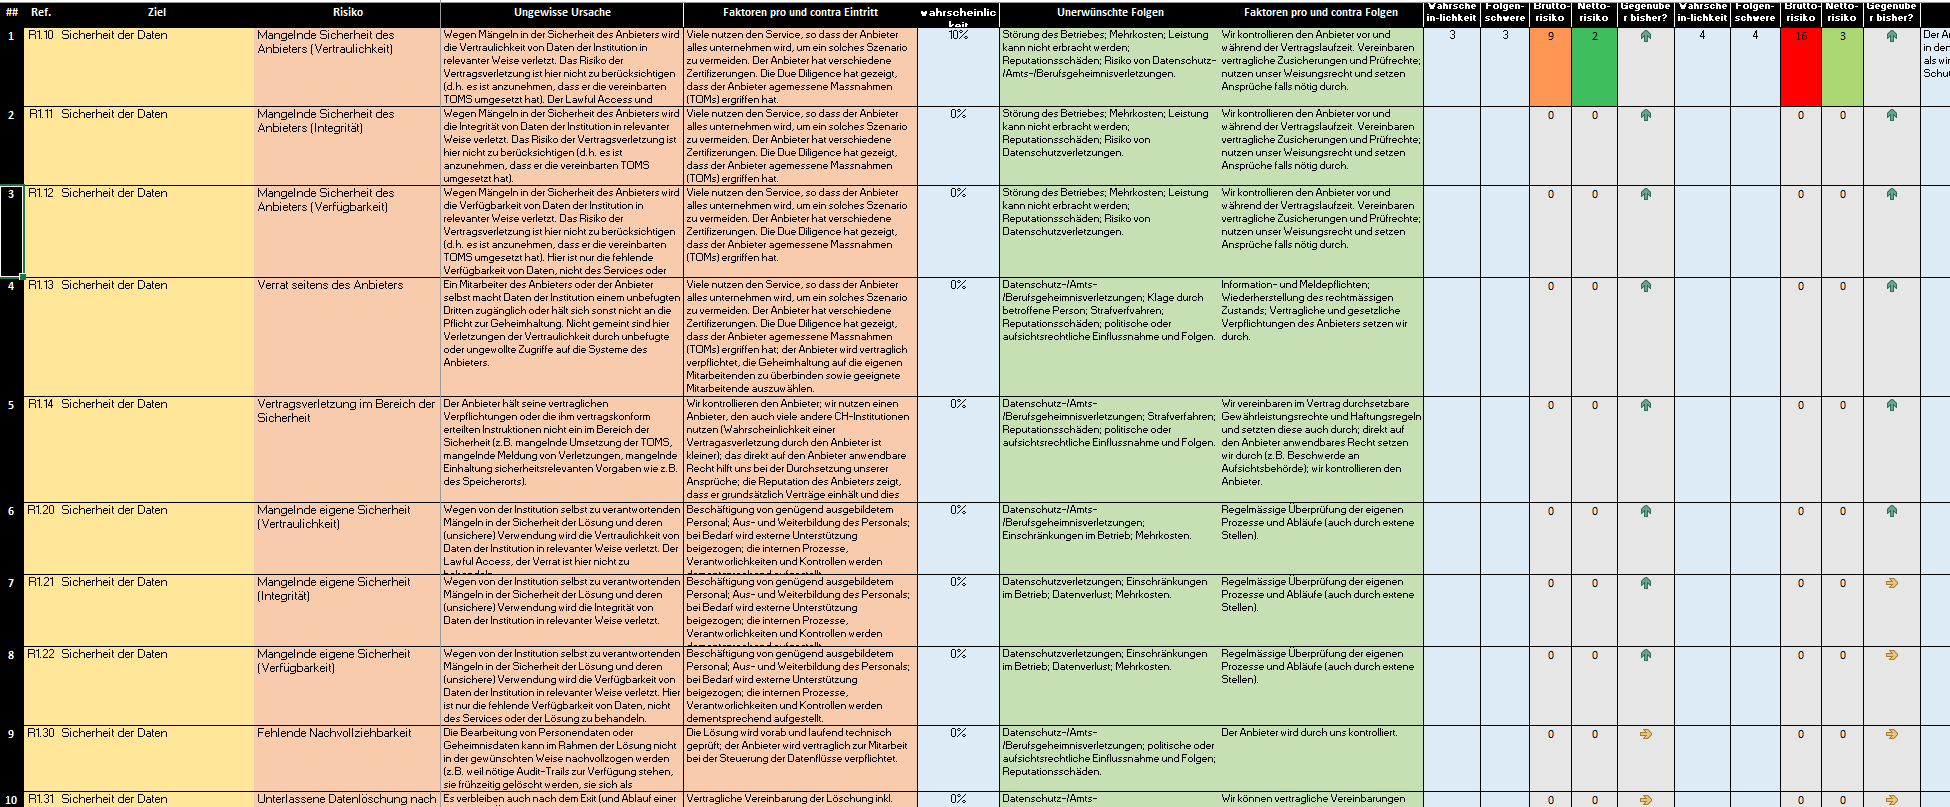 ## Ref. Ziel Risiko Ungewisse Ursache Faktoren pro und contra Eintritt wahrscheinlic keit Unerwünschte Folgen Faktoren pro und contra Folgen Wahrsche in-lichkeit Folgen- schwere Brutto- risiko Netto- risiko Gegenübe r bisher? Wahrsche in-lichkeit Folgen- schwere Brutto- risiko Netto- risiko Gegenübe r bisher?
1 R1.10 Sicherheit der Daten
Mangelnde Sicherheit des
Anbieters (Vertraulichkeit)
Wegen Mängeln in der Sicherheit des Anbieters wird
die Vertraulichkeit von Daten der Institution in
relevanter Weise verletzt. Das Risiko der
Vertragsverletzung ist hier nicht zu berücksichtigen
(d.h. es ist anzunehmen, dass er die vereinbarten
TOMS umgesetzt hat). Der Lawful Access und
Viele nutzen den Service, so dass der Anbieter
alles unternehmen wird, um ein solches Szenario
zu vermeiden. Der Anbieter hat verschiedene
Zertifizerungen. Die Due Diligence hat gezeigt,
dass der Anbieter agemessene Massnahmen
(TOMs) ergriffen hat.
10%
Störung des Betriebes; Mehrkosten; Leistung
kann nicht erbracht werden;
Reputationsschäden; Risiko von Datenschutz-
/Amts-/Berufsgeheimnisverletzungen.
Wir kontrollieren den Anbieter vor und
während der Vertragslaufzeit. Vereinbaren
vertragliche Zusicherungen und Prüfrechte;
nutzen unser Weisungsrecht und setzen
Ansprüche falls nötig durch.
3 3 9 2 4 4 16 3
Der A
in der
als wi
Schu
2 R1.11 Sicherheit der Daten
Mangelnde Sicherheit des
Anbieters (Integrität)
Wegen Mängeln in der Sicherheit des Anbieters wird
die Integrität von Daten der Institution in relevanter
Weise verletzt. Das Risiko der Vertragsverletzung ist
hier nicht zu berücksichtigen (d.h. es ist
anzunehmen, dass er die vereinbarten TOMS
umgesetzt hat).
Viele nutzen den Service, so dass der Anbieter
alles unternehmen wird, um ein solches Szenario
zu vermeiden. Der Anbieter hat verschiedene
Zertifizerungen. Die Due Diligence hat gezeigt,
dass der Anbieter agemessene Massnahmen
(TOMs) ergriffen hat.
0%
Störung des Betriebes; Mehrkosten; Leistung
kann nicht erbracht werden;
Reputationsschäden; Risiko von
Datenschutzverletzungen.
Wir kontrollieren den Anbieter vor und
während der Vertragslaufzeit. Vereinbaren
vertragliche Zusicherungen und Prüfrechte;
nutzen unser Weisungsrecht und setzen
Ansprüche falls nötig durch.
0 0 0 0
3 R1.12 Sicherheit der Daten
Mangelnde Sicherheit des
Anbieters (Verfügbarkeit)
Wegen Mängeln in der Sicherheit des Anbieters wird
die Verfügbarkeit von Daten der Institution in
relevanter Weise verletzt. Das Risiko der
Vertragsverletzung ist hier nicht zu berücksichtigen
(d.h. es ist anzunehmen, dass er die vereinbarten
TOMS umgesetzt hat). Hier ist nur die fehlende
Verfügbarkeit von Daten, nicht des Services oder
Viele nutzen den Service, so dass der Anbieter
alles unternehmen wird, um ein solches Szenario
zu vermeiden. Der Anbieter hat verschiedene
Zertifizerungen. Die Due Diligence hat gezeigt,
dass der Anbieter agemessene Massnahmen
(TOMs) ergriffen hat.
0%
Störung des Betriebes; Mehrkosten; Leistung
kann nicht erbracht werden;
Reputationsschäden; Risiko von
Datenschutzverletzungen.
Wir kontrollieren den Anbieter vor und
während der Vertragslaufzeit. Vereinbaren
vertragliche Zusicherungen und Prüfrechte;
nutzen unser Weisungsrecht und setzen
Ansprüche falls nötig durch.
0 0 0 0
4 R1.13 Sicherheit der Daten
Verrat seitens des Anbieters
Ein Mitarbeiter des Anbieters oder der Anbieter
selbst macht Daten der Institution einem unbefugten
Dritten zugänglich oder hält sich sonst nicht an die
Pflicht zur Geheimhaltung. Nicht gemeint sind hier
Verletzungen der Vertraulichkeit durch unbefugte
oder ungewollte Zugriffe auf die Systeme des
Anbieters.
Viele nutzen den Service, so dass der Anbieter
alles unternehmen wird, um ein solches Szenario
zu vermeiden. Der Anbieter hat verschiedene
Zertifizerungen. Die Due Diligence hat gezeigt,
dass der Anbieter agemessene Massnahmen
(TOMs) ergriffen hat; der Anbieter wird vertraglich
verpflichtet, die Geheimhaltung auf die eigenen
Mitarbeitenden zu überbinden sowie geeignete
Mitarbeitende auszuwählen.
0%
Datenschutz-/Amts-
/Berufsgeheimnisverletzungen; Klage durch
betroffene Person; Strafverfvahren;
Reputationsschäden; politische oder
aufsichtsrechtliche Einflussnahme und Folgen.
Information- und Meldepflichten;
Wiederherstellung des rechtmässigen
Zustands; Vertragliche und gesetzliche
Verpflichtungen des Anbieters setzen wir
durch.
0 0 0 0
5 R1.14 Sicherheit der Daten
Vertragsverletzung im Bereich der
Sicherheit
Der Anbieter hält seine vertraglichen
Verpflichtungen oder die ihm vertragskonform
erteilten Instruktionen nicht ein im Bereich der
Sicherheit (z.B. mangelnde Umsetzung der TOMS,
mangelnde Meldung von Verletzungen, mangelnde
Einhaltung sicherheitsrelevanten Vorgaben wie z.B.
des Speicherorts).
Wir kontrollieren den Anbieter; wir nutzen einen
Anbieter, den auch viele andere CH-Institutionen
nutzen (Wahrscheinlichkeit einer
Vertragasverletzung durch den Anbieter ist
kleiner); das direkt auf den Anbieter anwendbare
Recht hilft uns bei der Durchsetzung unserer
Ansprüche; die Reputation des Anbieters zeigt,
dass er grundsätzlich Verträge einhält und dies
0%
Datenschutz-/Amts-
/Berufsgeheimnisverletzungen; Strafverfahren;
Reputationsschäden; politische oder
aufsichtsrechtliche Einflussnahme und Folgen.
Wir vereinbaren im Vertrag durchsetzbare
Gewährleistungsrechte und Haftungsregeln
und setzten diese auch durch; direkt auf
den Anbieter anwendbares Recht setzen
wir durch (z.B. Beschwerde an
Aufsichtsbehörde); wir kontrollieren den
Anbieter.
0 0 0 0
6 R1.20 Sicherheit der Daten
Mangelnde eigene Sicherheit
(Vertraulichkeit)
Wegen von der Institution selbst zu verantwortenden
Mängeln in der Sicherheit der Lösung und deren
(unsichere) Verwendung wird die Vertraulichkeit von
Daten der Institution in relevanter Weise verletzt. Der
Lawful Access, der Verrat ist hier nicht zu
Beschäftigung von genügend ausgebildetem
Personal; Aus- und Weiterbildung des Personals;
bei Bedarf wird externe Unterstützung
beigezogen; die internen Prozesse,
Verantworlichkeiten und Kontrollen werden
dementsprechend aufgestellt.
0%
Datenschutz-/Amts-
/Berufsgeheimnisverletzungen;
Einschränkungen im Betrieb; Mehrkosten.
Regelmässige Überprüfung der eigenen
Prozesse und Abläufe (auch durch extene
Stellen).
0 0 0 0
7 R1.21 Sicherheit der Daten
Mangelnde eigene Sicherheit
(Integrität)
Wegen von der Institution selbst zu verantwortenden
Mängeln in der Sicherheit der Lösung und deren
(unsichere) Verwendung wird die Integrität von
Daten der Institution in relevanter Weise verletzt.
Beschäftigung von genügend ausgebildetem
Personal; Aus- und Weiterbildung des Personals;
bei Bedarf wird externe Unterstützung
beigezogen; die internen Prozesse,
Verantworlichkeiten und Kontrollen werden
dementsprechend aufgestellt.
0%
Datenschutzverletzungen; Einschränkungen
im Betrieb; Datenverlust; Mehrkosten.
Regelmässige Überprüfung der eigenen
Prozesse und Abläufe (auch durch extene
Stellen).
0 0 0 0
8 R1.22 Sicherheit der Daten
Mangelnde eigene Sicherheit
(Verfügbarkeit)
Wegen von der Institution selbst zu verantwortenden
Mängeln in der Sicherheit der Lösung und deren
(unsichere) Verwendung wird die Verfügbarkeit von
Daten der Institution in relevanter Weise verletzt. Hier
ist nur die fehlende Verfügbarkeit von Daten, nicht
des Services oder der Lösung zu behandeln.
Beschäftigung von genügend ausgebildetem
Personal; Aus- und Weiterbildung des Personals;
bei Bedarf wird externe Unterstützung
beigezogen; die internen Prozesse,
Verantworlichkeiten und Kontrollen werden
dementsprechend aufgestellt.
0%
Datenschutzverletzungen; Einschränkungen
im Betrieb; Datenverlust; Mehrkosten.
Regelmässige Überprüfung der eigenen
Prozesse und Abläufe (auch durch extene
Stellen).
0 0 0 0
9 R1.30 Sicherheit der Daten
Fehlende Nachvollziehbarkeit
Die Bearbeitung von Personendaten oder
Geheimnisdaten kann im Rahmen der Lösung nicht
in der gewünschten Weise nachvollzogen werden
(z.B. weil nötige Audit-Trails zur Verfügung stehen,
sie frühzeitig gelöscht werden, sie sich als
Die Lösung wird vorab und laufend technisch
geprüft; der Anbieter wird vertraglich zur Mitarbeit
bei der Steuerung der Datenflüsse verpflichtet.
0%
Datenschutz-/Amts-
/Berufsgeheimnisverletzungen; politische oder
aufsichtsrechtliche Einflussnahme und Folgen;
Reputationsschäden.
Der Anbieter wird durch uns kontrolliert.
0 0 0 0
10 R1.31 Sicherheit der Daten
Unterlassene Datenlöschung nach
Es verbleiben auch nach dem Exit (und Ablauf einer
Vertragliche Vereinbarung der Löschung inkl.
0%
Datenschutz-/Amts-
Wir können vertragliche Vereinbarungen
0 0 0 0